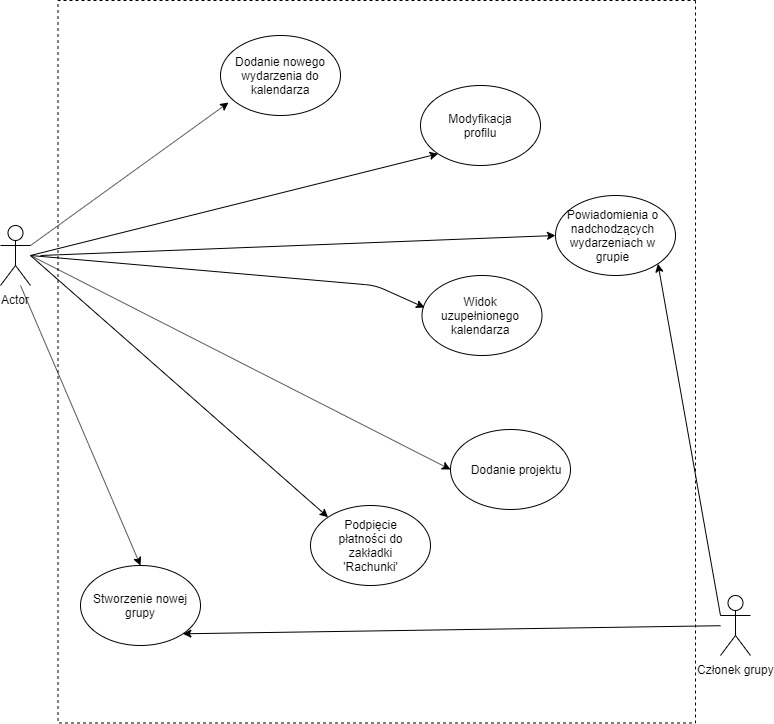 Dodanie nowego
wydarzenia do
kalendarza
Modyfikacja
profilu
Powiadomienia o
nadchodzących
wydarzeniach w
grupie
Actor
Widok
uzupełnionego
kalendarza
Dodanie projektu
Podpięcie
płatności do
zakładki
'Rachunki'
Stworzenie nowej
grupy
Członek grupy